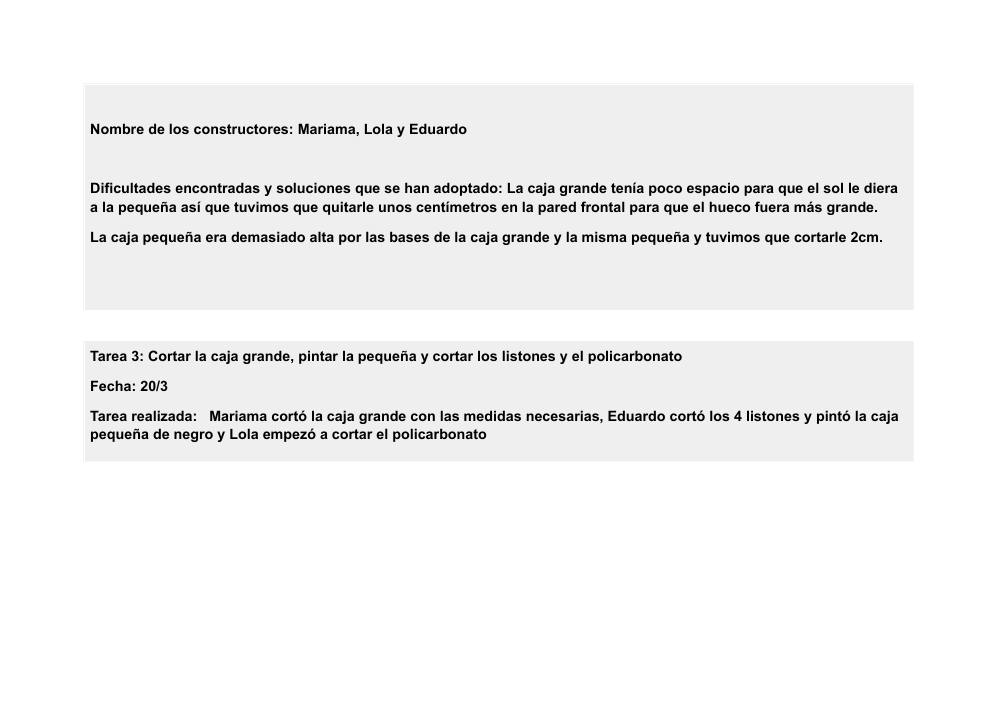 Nombre de los constructores: Mariama, Lola y Eduardo
Dificultades encontradas y soluciones que se han adoptado: La caja grande tenía poco espacio para que el sol le diera
a la pequeña así que tuvimos que quitarle unos centímetros en la pared frontal para que el hueco fuera más grande.
La caja pequeña era demasiado alta por las bases de la caja grande y la misma pequeña y tuvimos que cortarle 2cm.
Tarea 3: Cortar la caja grande, pintar la pequeña y cortar los listones y el policarbonato
Fecha: 20/3
Tarea realizada:   Mariama cortó la caja grande con las medidas necesarias, Eduardo cortó los 4 listones y pintó la caja
pequeña de negro y Lola empezó a cortar el policarbonato